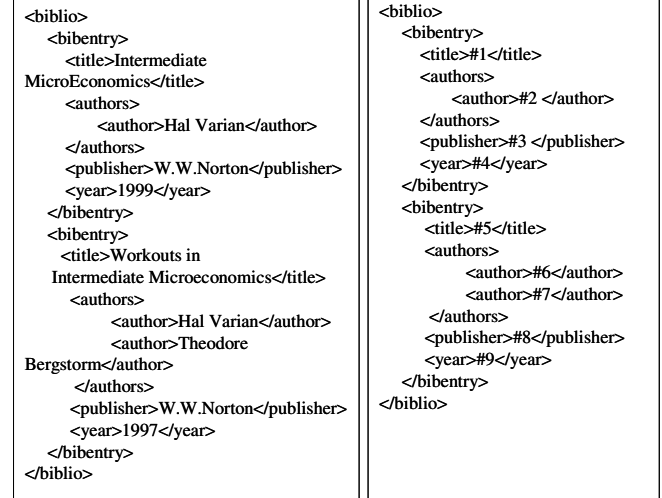 <biblio>
<bibentry>
<title>Intermediate
MicroEconomics</title>
<authors>
<author>Hal Varian</author>
</authors>
<publisher>W.W.Norton</publisher>
<year>1999</year>
</bibentry>
<bibentry>
<title>Workouts in
Intermediate Microeconomics</title>
<authors>
<author>Hal Varian</author>
<author>Theodore
Bergstorm</author>
</authors>
<publisher>W.W.Norton</publisher>
<year>1997</year>
</bibentry>
</biblio>
<biblio>
<bibentry>
<title>#1</title>
<authors>
<author>#2 </author>
</authors>
<publisher>#3 </publisher>
<year>#4</year>
</bibentry>
<bibentry>
<title>#5</title>
<authors>
<author>#6</author>
<author>#7</author>
</authors>
<publisher>#8</publisher>
<year>#9</year>
</bibentry>
</biblio>